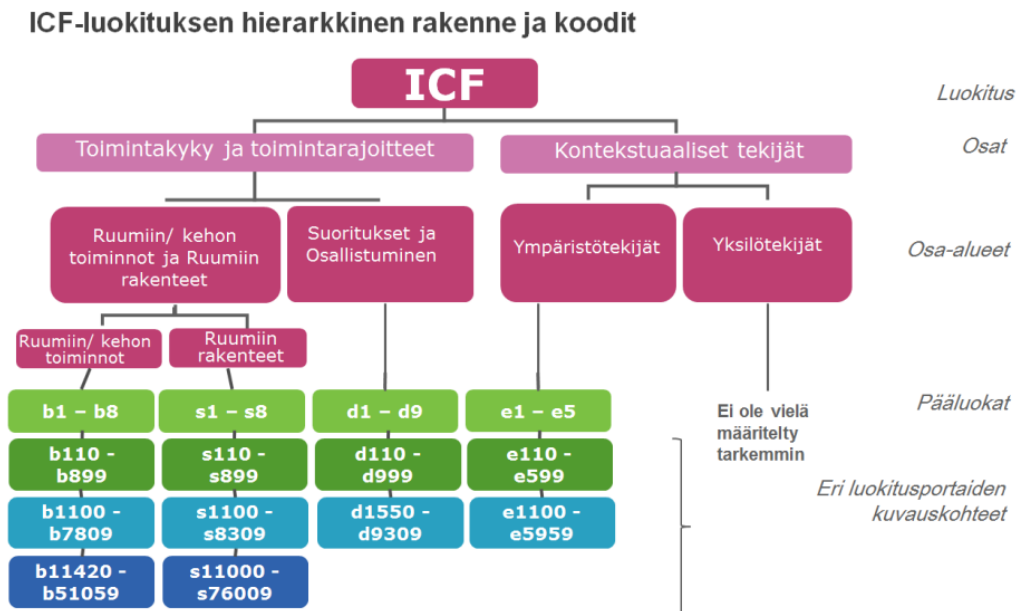 ICF-luokituksen hierarkkinen rakenne ja koodit
ICF
Luokitus
Toimintakyky ja toimintarajoitteet
Kontekstuaaliset tekijät
Osat
Ruumiin/ kehon
toiminnot ja Ruumiin
rakenteet
Suoritukset ja
Osallistuminen
Ympäristötekijät
Yksilötekijät
Osa-alueet
Ruumiin/ kehon
toiminnot
Ruumiin
rakenteet
b1 – b8
s1 – s8
d1 – d9
e1 – e5
Ei ole vielä
määritelty
tarkemmin
Pääluokat
b110 -
b899
s110 -
s899
d110 -
d999
e110 -
e599
b1100 -
b7809
s1100 -
s8309
d1550 -
d9309
e1100 -
e5959
Eri luokitusportaiden
kuvauskohteet
b11420 -
b51059
s11000 -
s76009